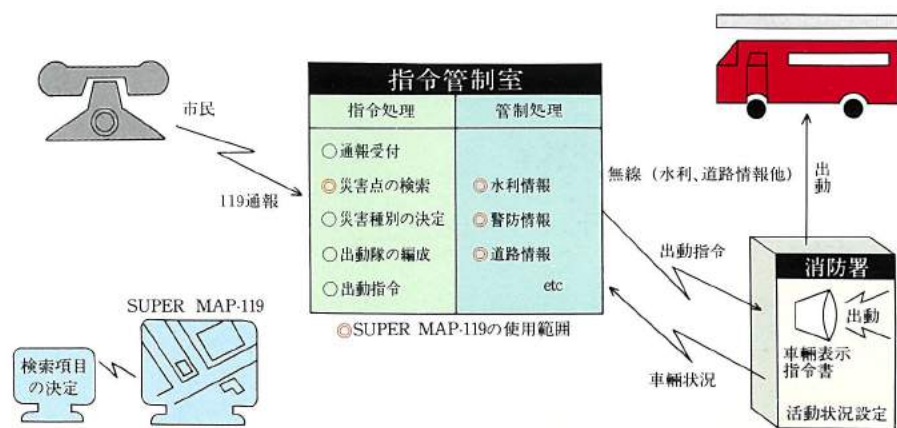 市民
119通報
指令管制室
指令処理
○通報受付
◎災害点の検索
○災害種別の決定
○出動隊の編成
○出動指令
管制処理
◎水利情報
◎警防情報
◎道路情報
etc
◎SUPER MAP-119の使用範囲
無線（水利、道路情報他）
出動
出動指令
車輛状況
消防署
出動
車輛表示
指令書
活動状況設定
SUPER MAP-119
検索項目
の決定